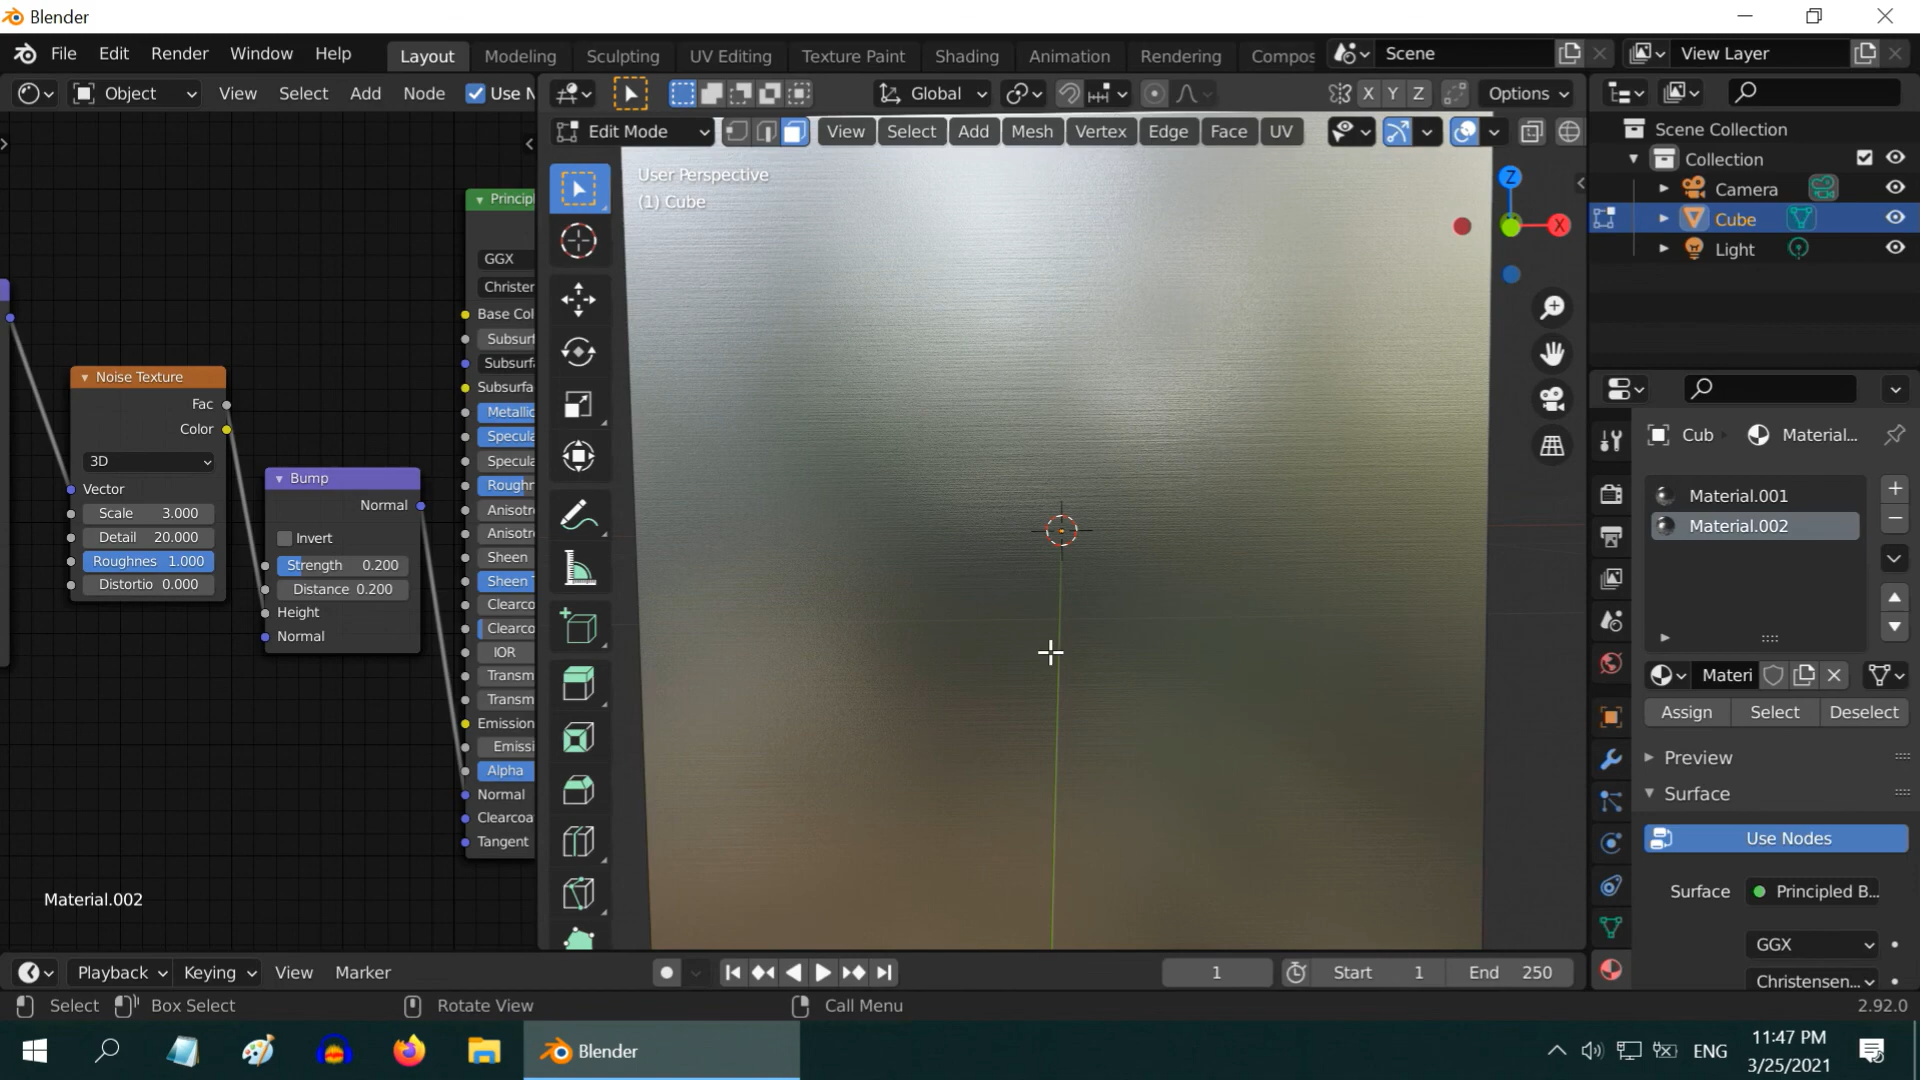 Blender
File Edit Render Window Help Layout Modeling Sculpting UV Editing Texture Paint Shading Animation Rendering Compos Scene View Layer
Object View Select Add Node Use N Global X Y Z Options
Edit Mode View Select Add Mesh Vertex Edge Face UV
User Perspective
(1) Cube
Z
X
Scene Collection
Collection
Camera
Cube
Light
Princip
GGX
Christer
Base Col
Subsurf
Subsurf
Subsurfa
Metallic
Specula
Specula
Roughn
Anisotro
Anisotro
Sheen
Sheen T
Clearco
Clearco
IOR
Transm
Transm
Emission
Emissi
Alpha
Normal
Clearcoa
Tangent
Noise Texture
Fac
Color
3D
Vector
Scale 3.000
Detail 20.000
Roughnes 1.000
Distortio 0.000
Bump
Normal
Invert
Strength 0.200
Distance 0.200
Height
Normal
Material.002
Cub Material...
Material.001
Material.002
Materi
Assign Select Deselect
Preview
Surface
Use Nodes
Surface Principled B...
GGX
Christensen...
Playback Keying View Marker 1 Start 1 End 250
Select Box Select Rotate View Call Menu 2.92.0
Blender ENG
11:47 PM
3/25/2021